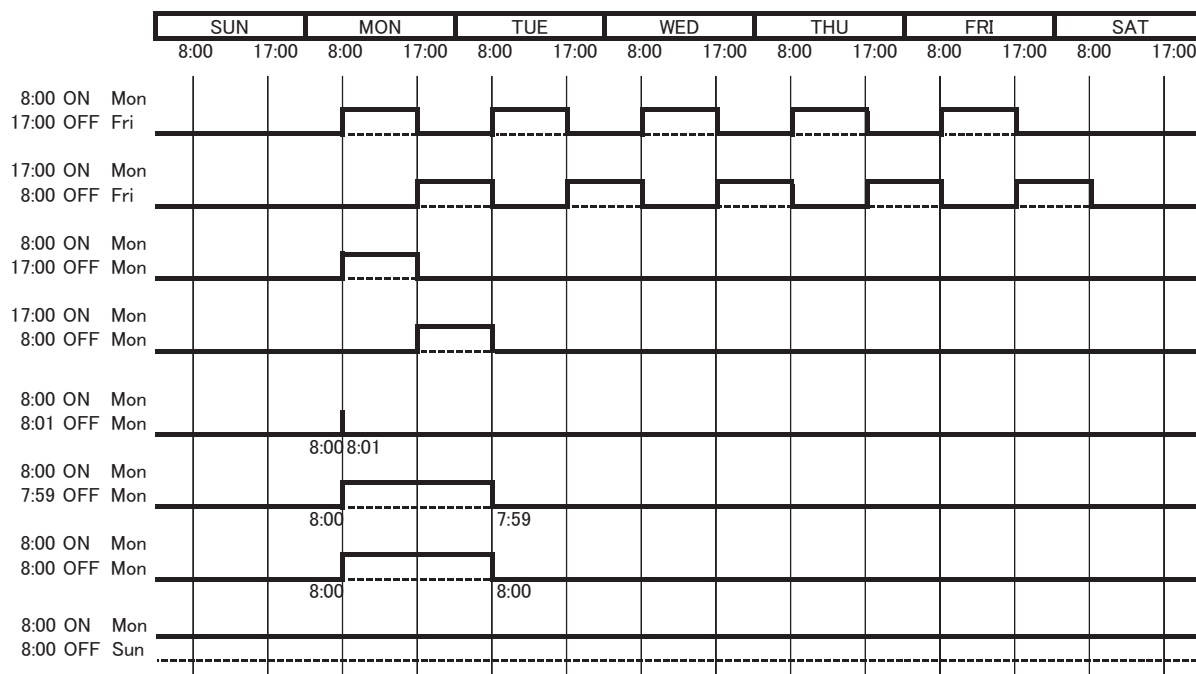 SUN MON TUE WED THU FRI SAT
8:00 17:00 8:00 17:00 8:00 17:00 8:00 17:00 8:00 17:00 8:00 17:00 8:00 17:00
8:00 ON Mon
17:00 OFF Fri
17:00 ON Mon
8:00 OFF Fri
8:00 ON Mon
17:00 OFF Mon
17:00 ON Mon
8:00 OFF Mon
8:00 ON Mon
8:01 OFF Mon
8:00 8:01
8:00 ON Mon
7:59 OFF Mon
8:00 7:59
8:00 ON Mon
8:00 OFF Mon
8:00 8:00
8:00 ON Mon
8:00 OFF Sun